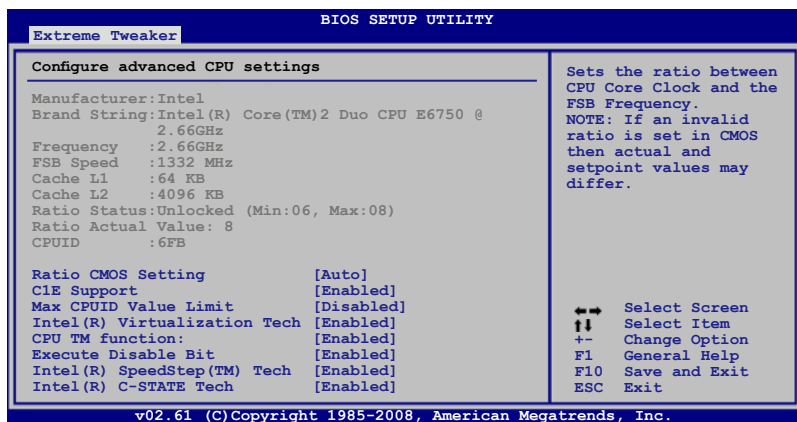 BIOS SETUP UTILITY
Extreme Tweaker
Configure advanced CPU settings
Manufacturer:Intel
Brand String:Intel(R) Core(TM)2 Duo CPU E6750 @
2.66GHz
Frequency :2.66GHz
FSB Speed :1332 MHz
Cache L1 :64 KB
Cache L2 :4096 KB
Ratio Status:Unlocked (Min:06, Max:08)
Ratio Actual Value: 8
CPUID :6FB
Ratio CMOS Setting [Auto]
C1E Support [Enabled]
Max CPUID Value Limit [Disabled]
Intel(R) Virtualization Tech [Enabled]
CPU TM function: [Enabled]
Execute Disable Bit [Enabled]
Intel(R) SpeedStep(TM) Tech [Enabled]
Intel(R) C-STATE Tech [Enabled]
Sets the ratio between
CPU Core Clock and the
FSB Frequency.
NOTE: If an invalid
ratio is set in CMOS
then actual and
setpoint values may
differ.
←→ Select Screen
↑↓ Select Item
+- Change Option
F1 General Help
F10 Save and Exit
ESC Exit
v02.61 (C)Copyright 1985-2008, American Megatrends, Inc.